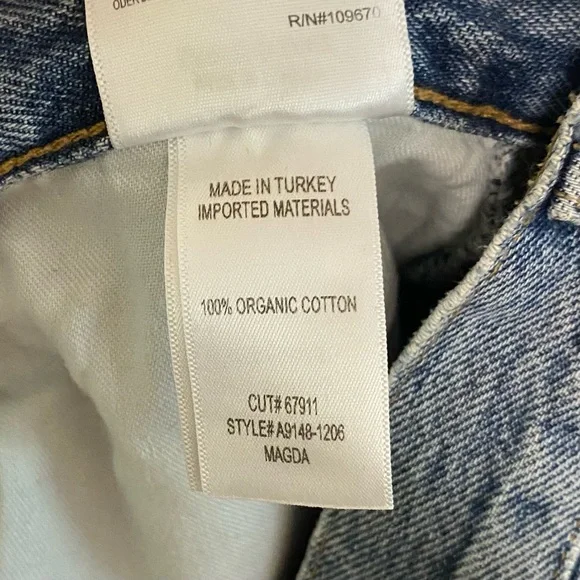 R/N#109670
MADE IN TURKEY
IMPORTED MATERIALS
100% ORGANIC COTTON
CUT# 67911
STYLE# A9148-1206
MAGDA